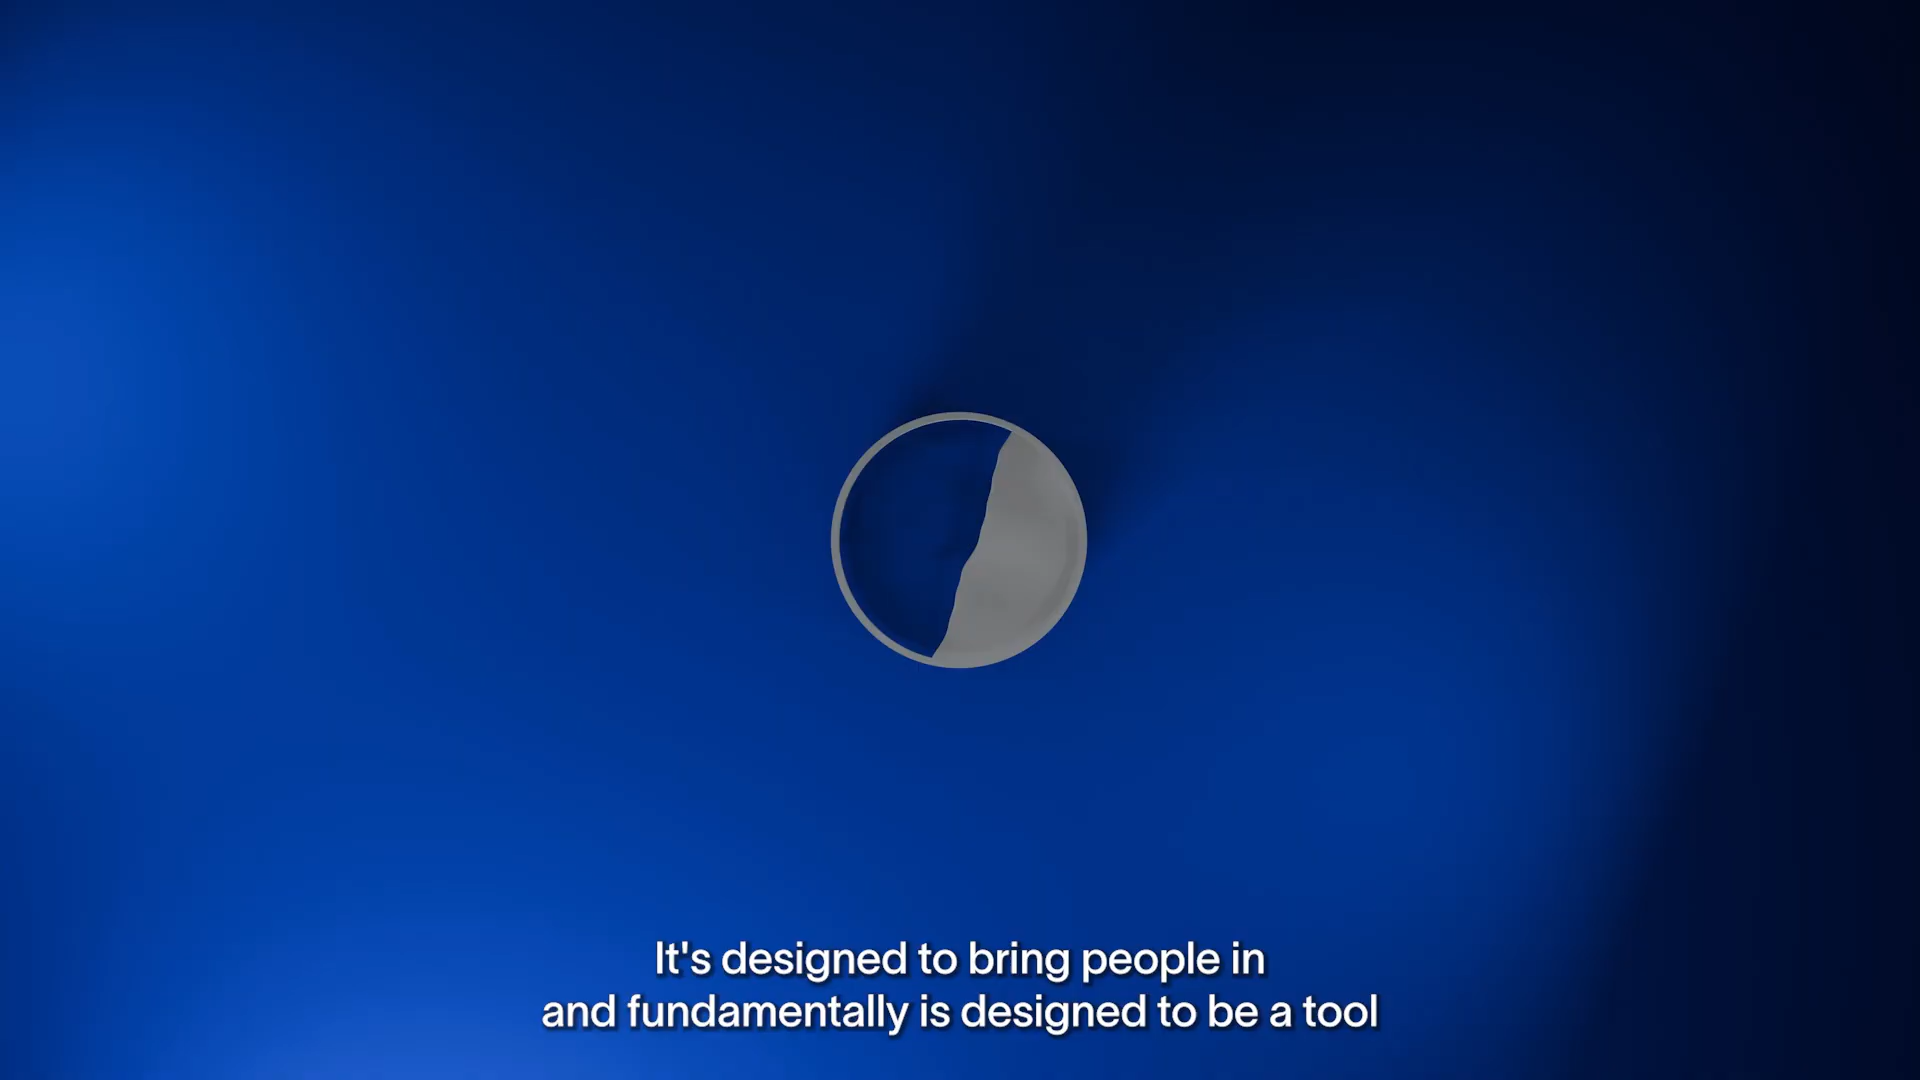 It's designed to bring people in
and fundamentally is designed to be a tool